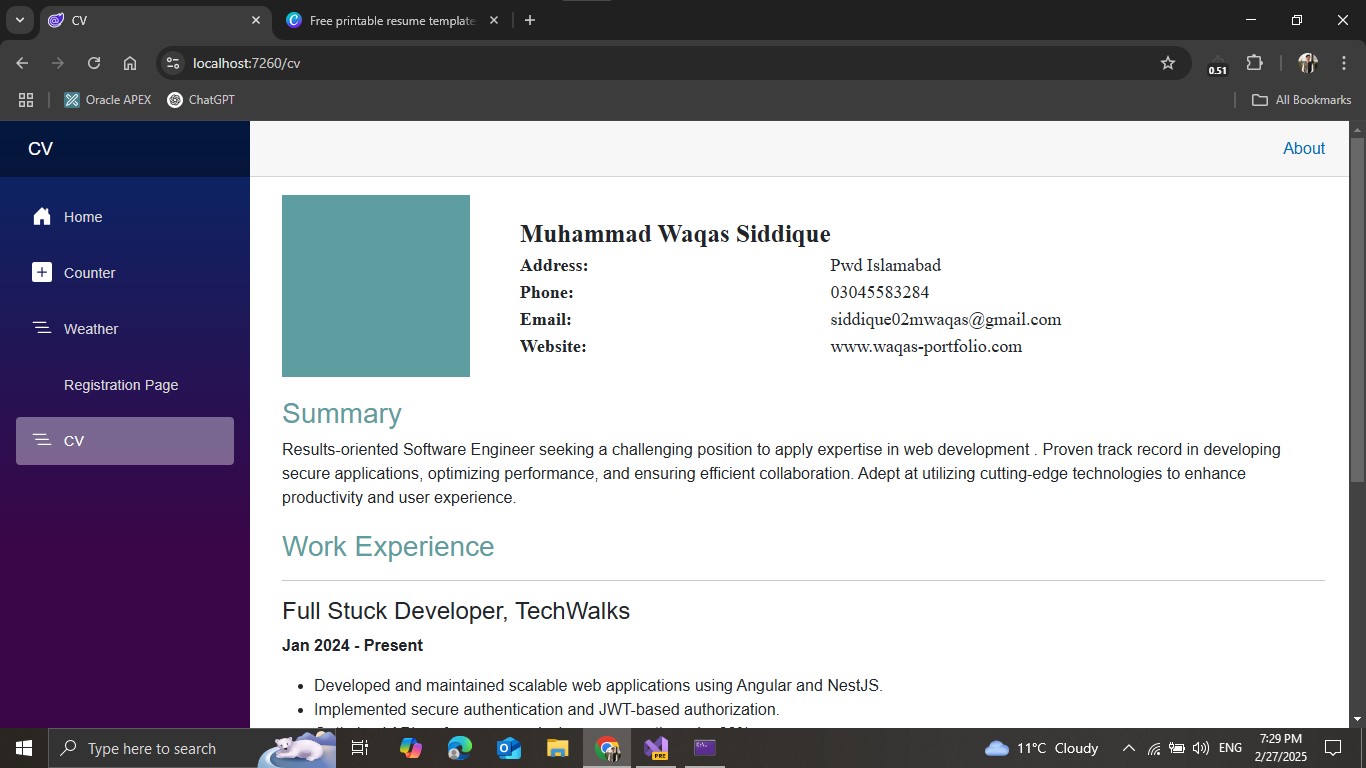 CV
Free printable resume template
localhost:7260/cv
0.51
Oracle APEX
ChatGPT
All Bookmarks
CV
About
Home
Counter
Weather
Registration Page
CV
Muhammad Waqas Siddique
Address: Pwd Islamabad
Phone: 03045583284
Email: siddique02mwaqas@gmail.com
Website: www.waqas-portfolio.com
Summary
Results-oriented Software Engineer seeking a challenging position to apply expertise in web development . Proven track record in developing
secure applications, optimizing performance, and ensuring efficient collaboration. Adept at utilizing cutting-edge technologies to enhance
productivity and user experience.
Work Experience
Full Stuck Developer, TechWalks
Jan 2024 - Present
Developed and maintained scalable web applications using Angular and NestJS.
Implemented secure authentication and JWT-based authorization.
Type here to search
PRE
11°C Cloudy
ENG
7:29 PM
2/27/2025